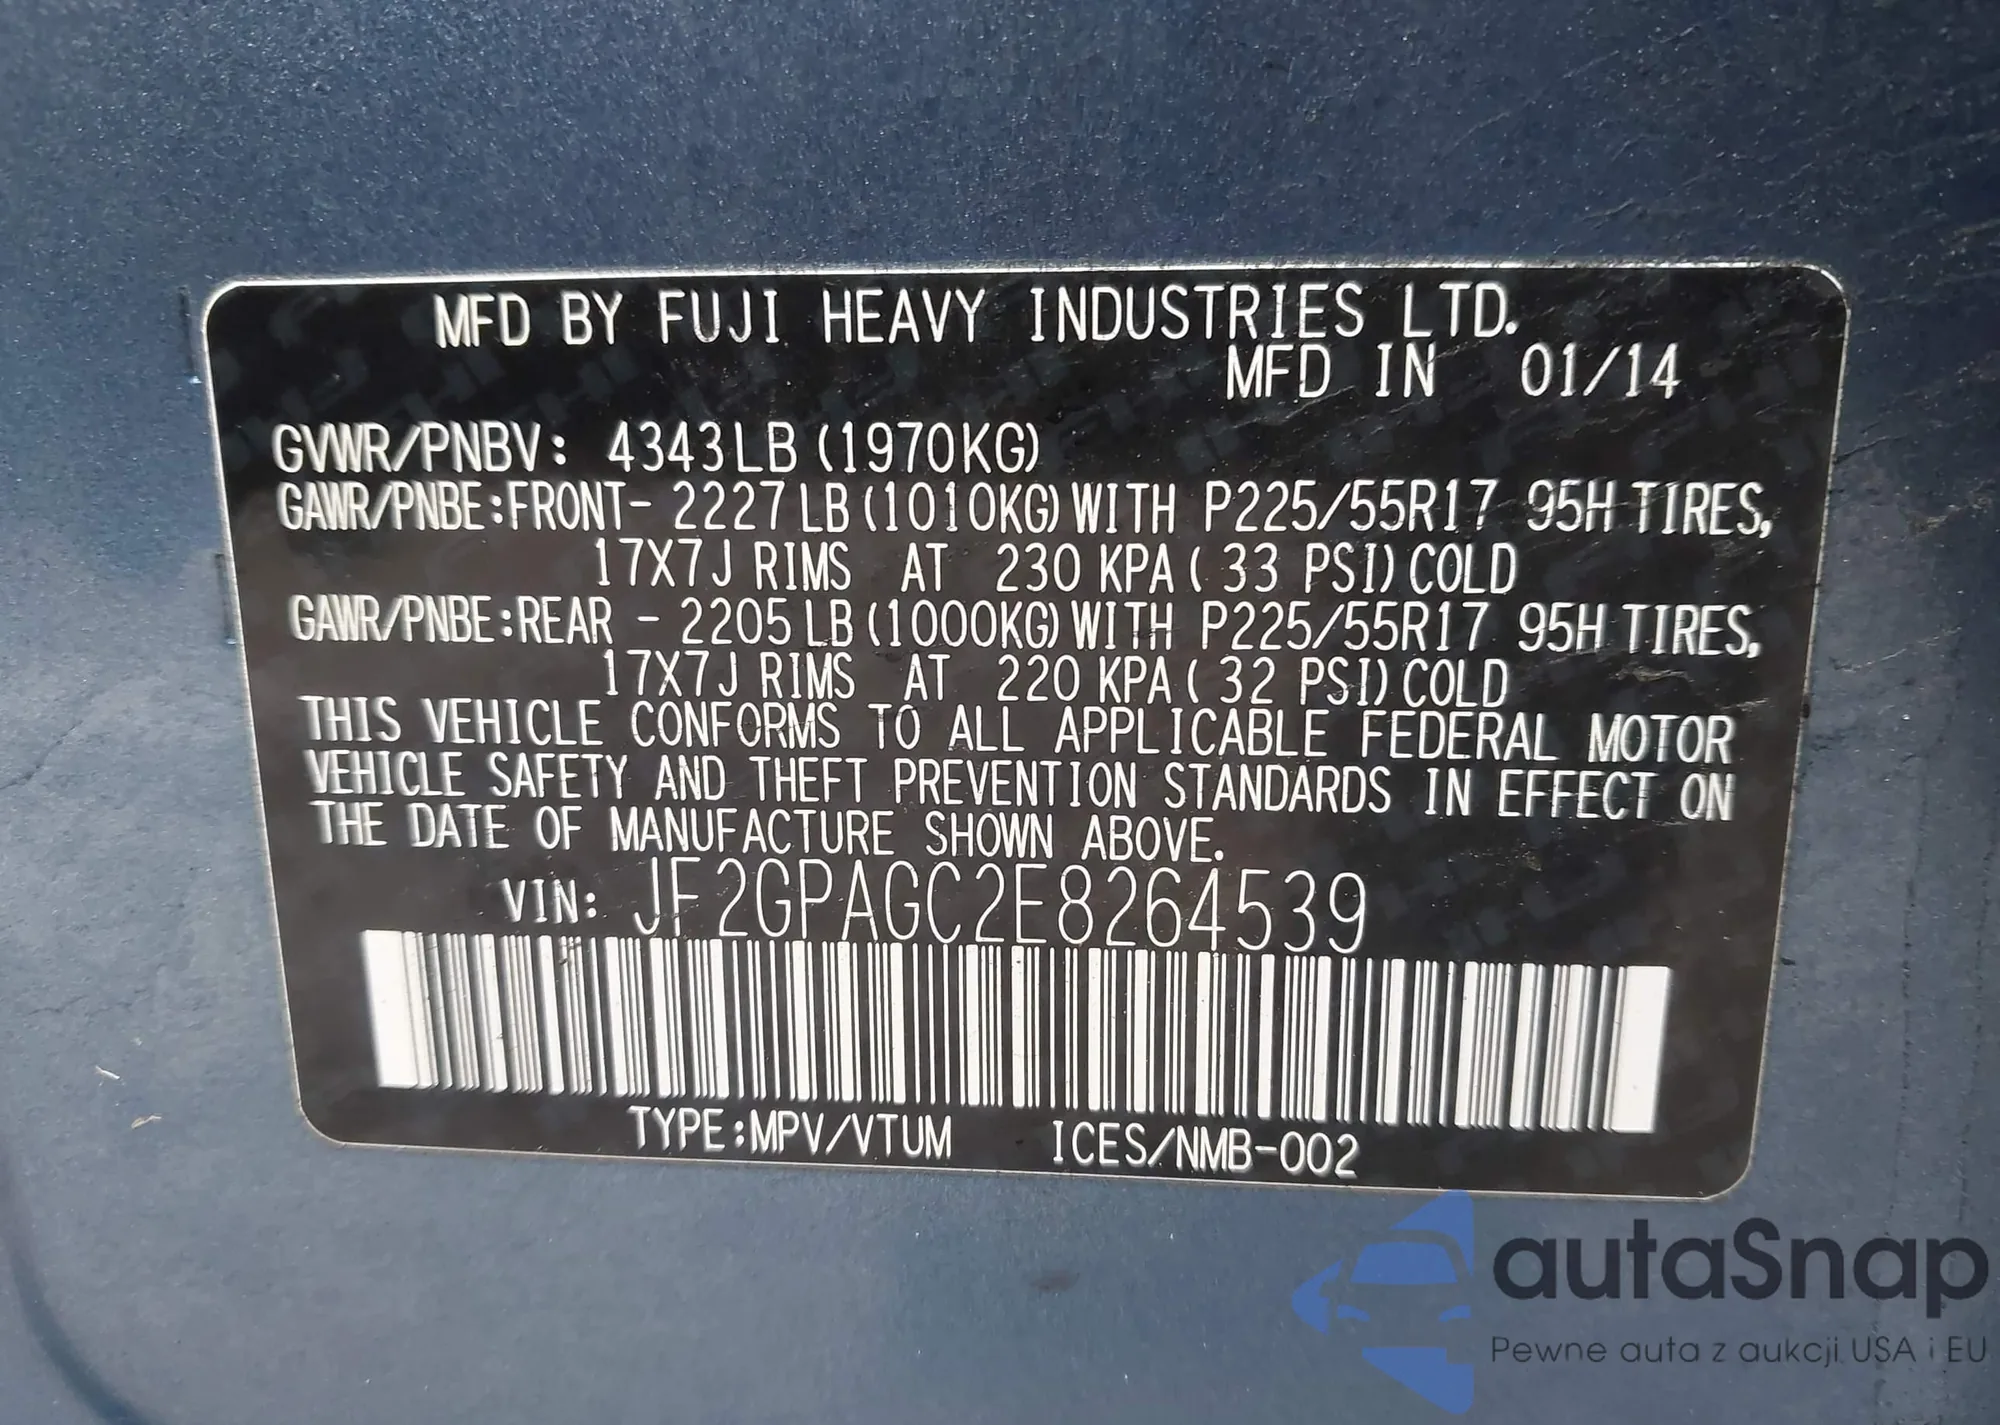 MFD BY FUJI HEAVY INDUSTRIES LTD.
MFD IN 01/14
GVWR/PNBV: 4343LB (1970KG)
GAWR/PNBE:FRONT- 2227LB (1010KG) WITH P225/55R17 95H TIRES,
17X7J RIMS AT 230 KPA ( 33 PSI) COLD
GAWR/PNBE:REAR - 2205LB (1000KG) WITH P225/55R17 95H TIRES,
17X7J RIMS AT 220 KPA ( 32 PSI) COLD
THIS VEHICLE CONFORMS TO ALL APPLICABLE FEDERAL MOTOR
VEHICLE SAFETY AND THEFT PREVENTION STANDARDS IN EFFECT ON
THE DATE OF MANUFACTURE SHOWN ABOVE.
VIN: JF2GPAGC2E8264539
TYPE:MPV/VTUM ICES/NMB-002
autaSnap
Pewne auta z aukcji USA i EU